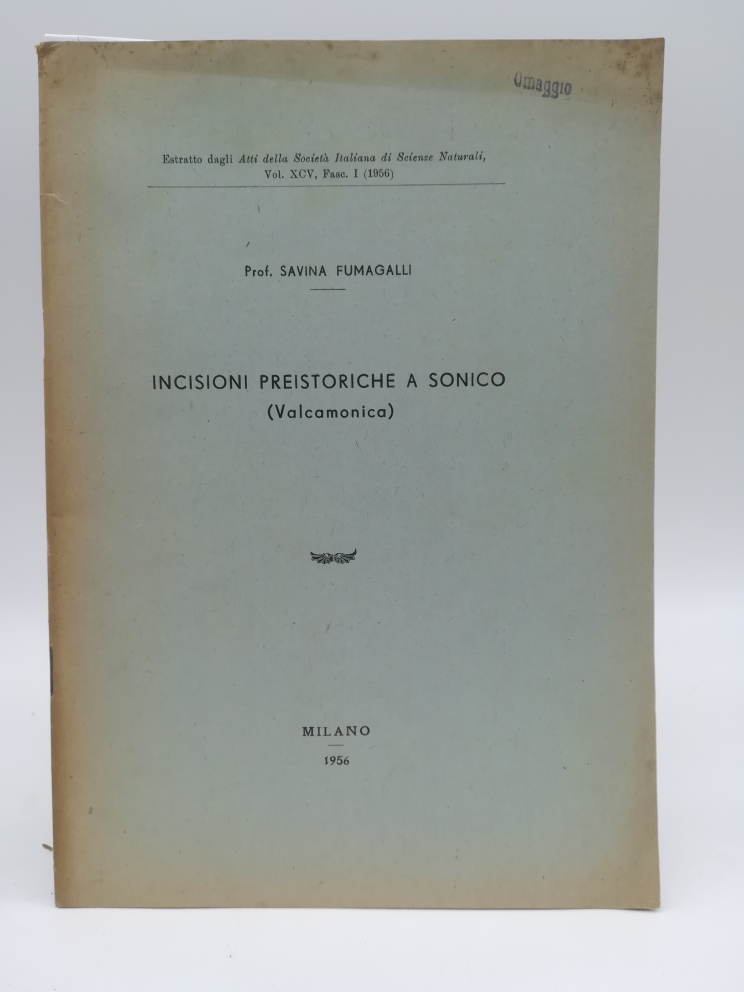 Omaggio
Estratto dagli Atti della Società Italiana di Scienze Naturali,
Vol. XCV, Fasc. I (1956)
Prof. SAVINA FUMAGALLI
INCISIONI PREISTORICHE A SONICO
(Valcamonica)
MILANO
1956